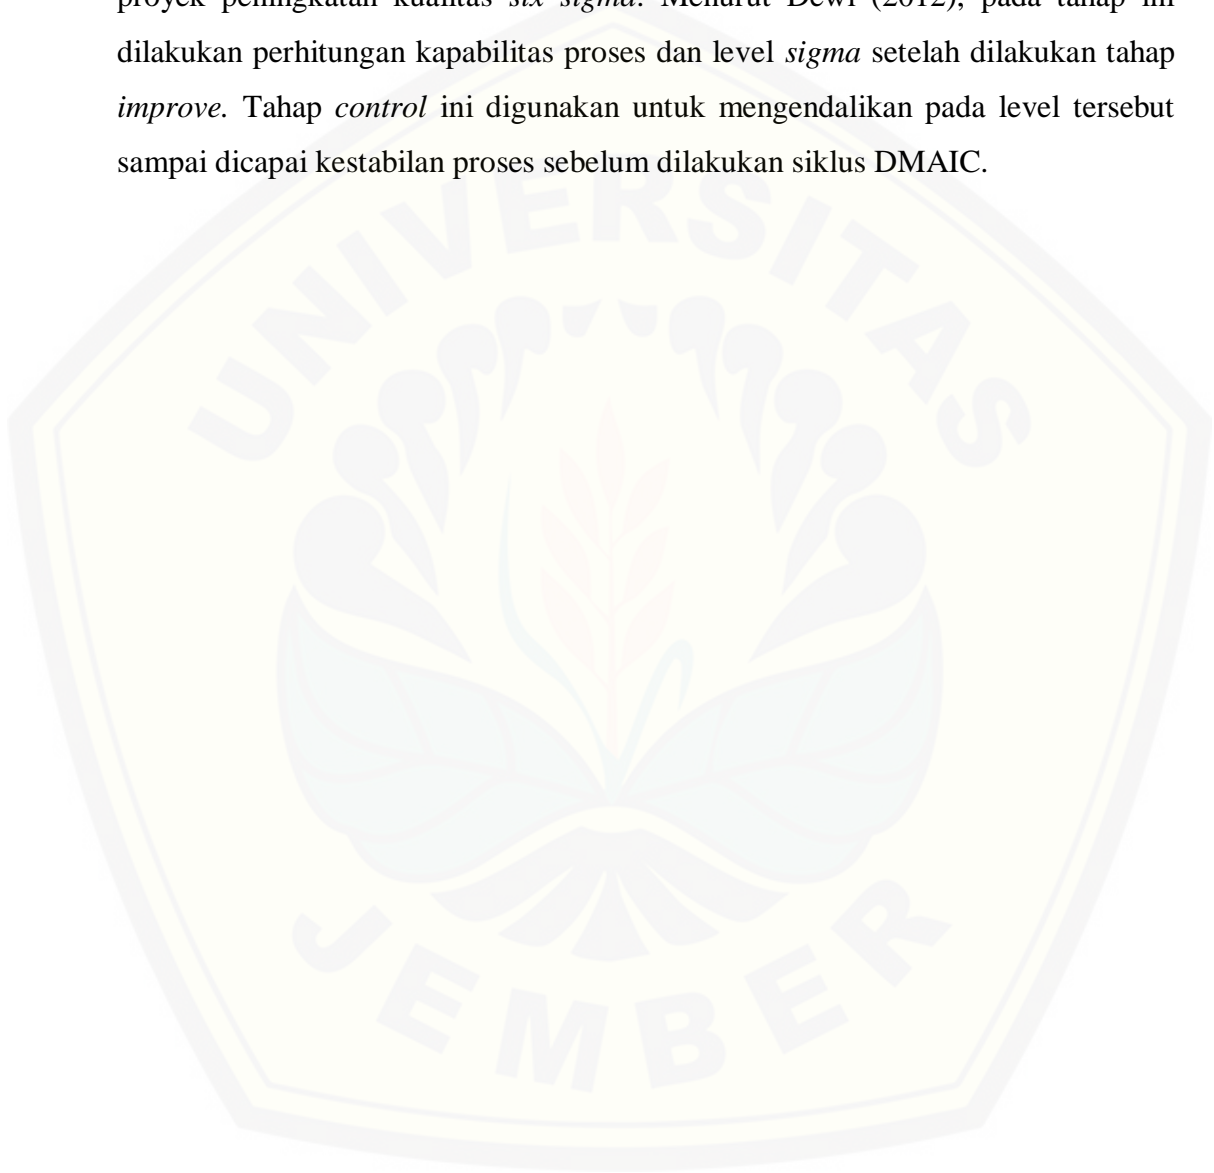 proyek peningkatan kualitas six sigma. Menurut Dewi (2012), pada tahap ini
dilakukan perhitungan kapabilitas proses dan level sigma setelah dilakukan tahap
improve. Tahap control ini digunakan untuk mengendalikan pada level tersebut
sampai dicapai kestabilan proses sebelum dilakukan siklus DMAIC.
UNIVERSITAS
JEMBER